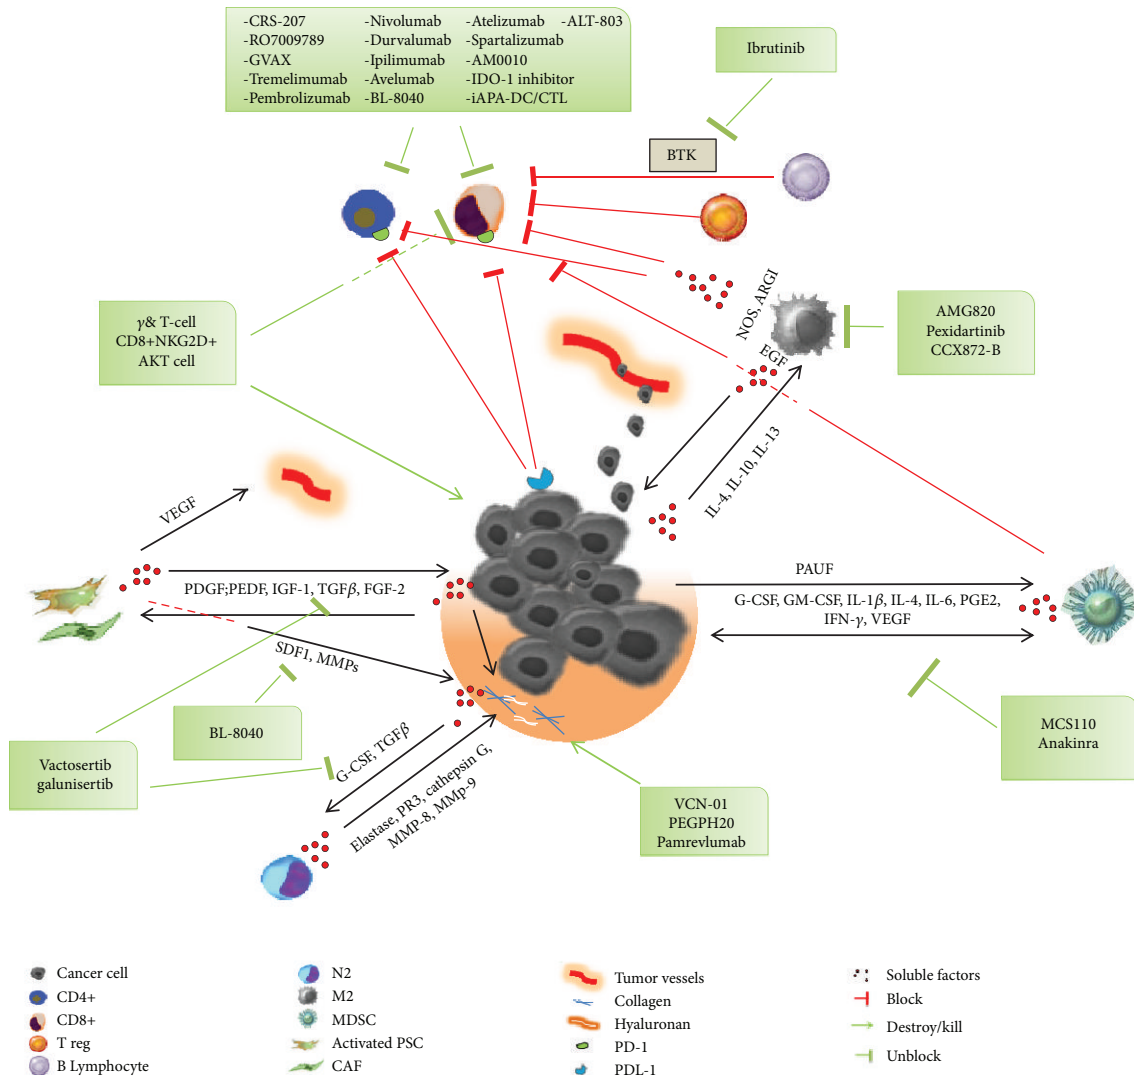 -CRS-207 -Nivolumab -Atelizumab -ALT-803
-RO7009789 -Durvalumab -Spartalizumab
-GVAX -Ipilimumab -AM0010
-Tremelimumab -Avelumab -IDO-1 inhibitor
-Pembrolizumab -BL-8040 -iAPA-DC/CTL
Ibrutinib
BTK
NOS, ARGI
EGF
AMG820
Pexidartinib
CCX872-B
γ& T-cell
CD8+NKG2D+
AKT cell
IL-4, IL-10, IL-13
VEGF
PDGF;PEDF, IGF-1, TGFβ, FGF-2
PAUF
G-CSF, GM-CSF, IL-1β, IL-4, IL-6, PGE2,
IFN-γ, VEGF
SDF1, MMPs
BL-8040
Vactosertib
galunisertib
G-CSF, TGFβ
Elastase, PR3, cathepsin G,
MMP-8, MMp-9
VCN-01
PEGPH20
Pamrevlumab
MCS110
Anakinra
Cancer cell
CD4+
CD8+
T reg
B Lymphocyte
N2
M2
MDSC
Activated PSC
CAF
Tumor vessels
Collagen
Hyaluronan
PD-1
PDL-1
Soluble factors
Block
Destroy/kill
Unblock